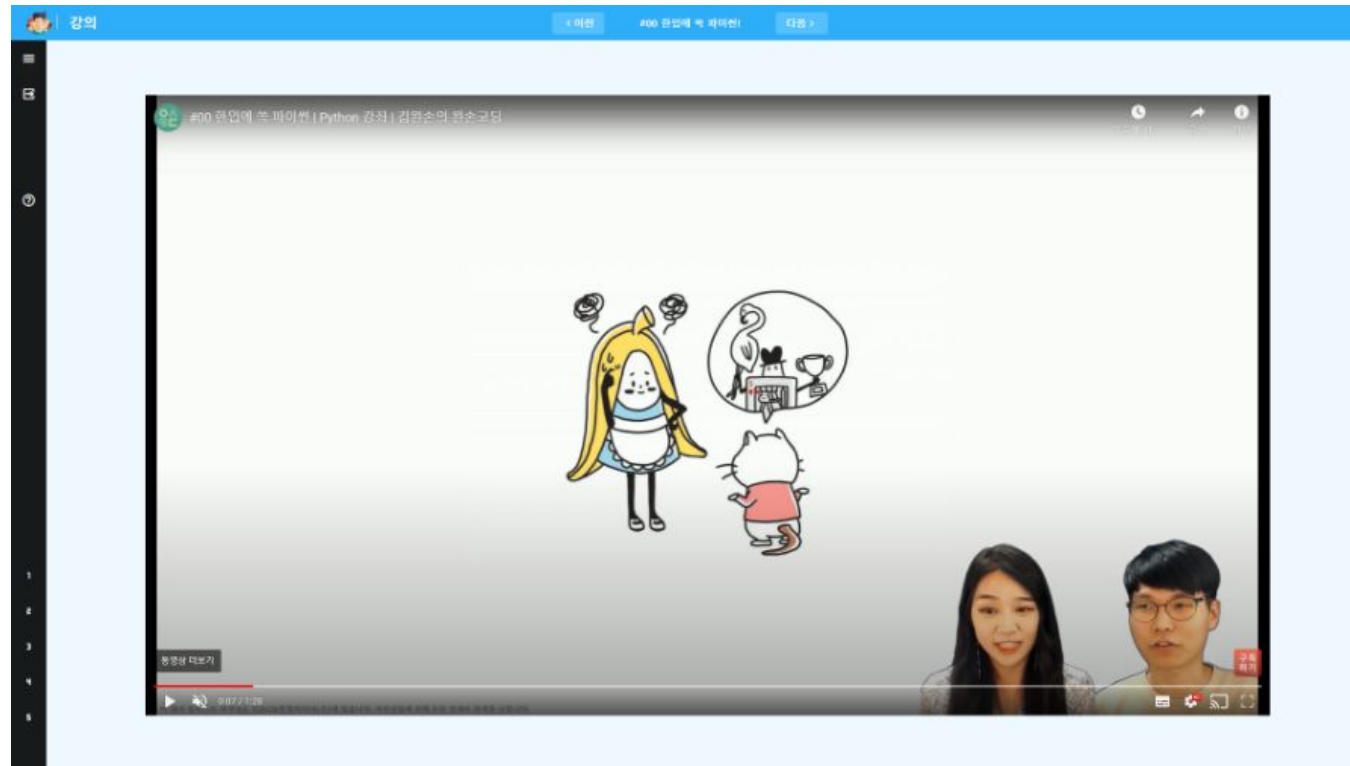 강의
< 이전
#00 한입에 쏙 파이썬!
다음 >
#00 한입에 쏙 파이썬 | Python 강좌 | 김왼손의 왼손코딩
동영상 더보기
구독
하기
0:07 / 1:28
1
2
3
4
5